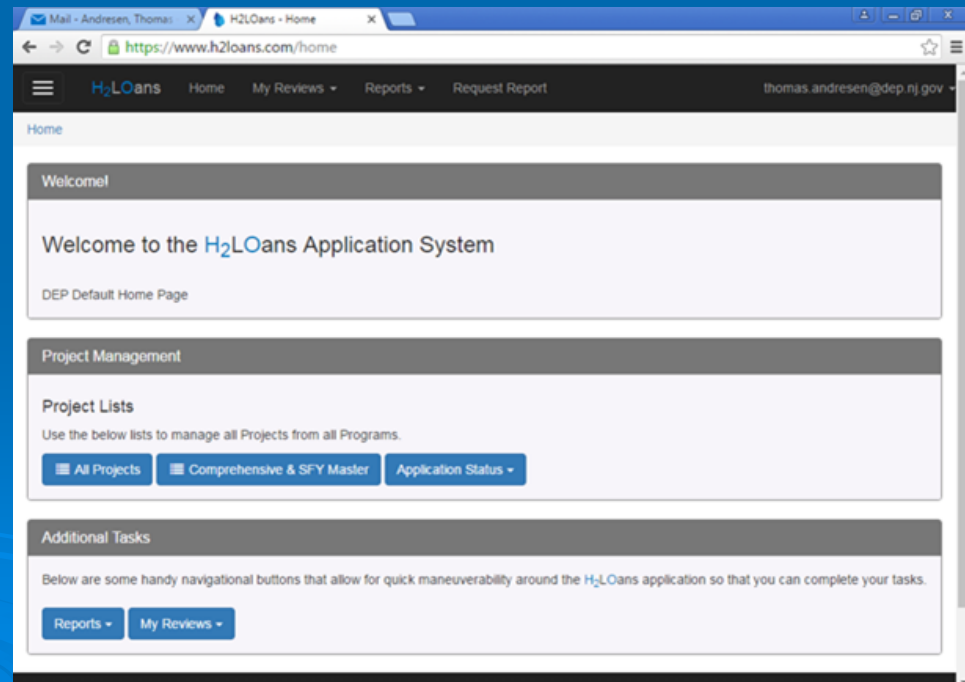 Mail - Andresen, Thomas
H2LOans - Home
https://www.h2loans.com/home
H2LOans Home My Reviews Reports Request Report thomas.andresen@dep.nj.gov
Home
Welcome!
Welcome to the H2LOans Application System
DEP Default Home Page
Project Management
Project Lists
Use the below lists to manage all Projects from all Programs.
All Projects Comprehensive & SFY Master Application Status
Additional Tasks
Below are some handy navigational buttons that allow for quick maneuverability around the H2LOans application so that you can complete your tasks.
Reports My Reviews